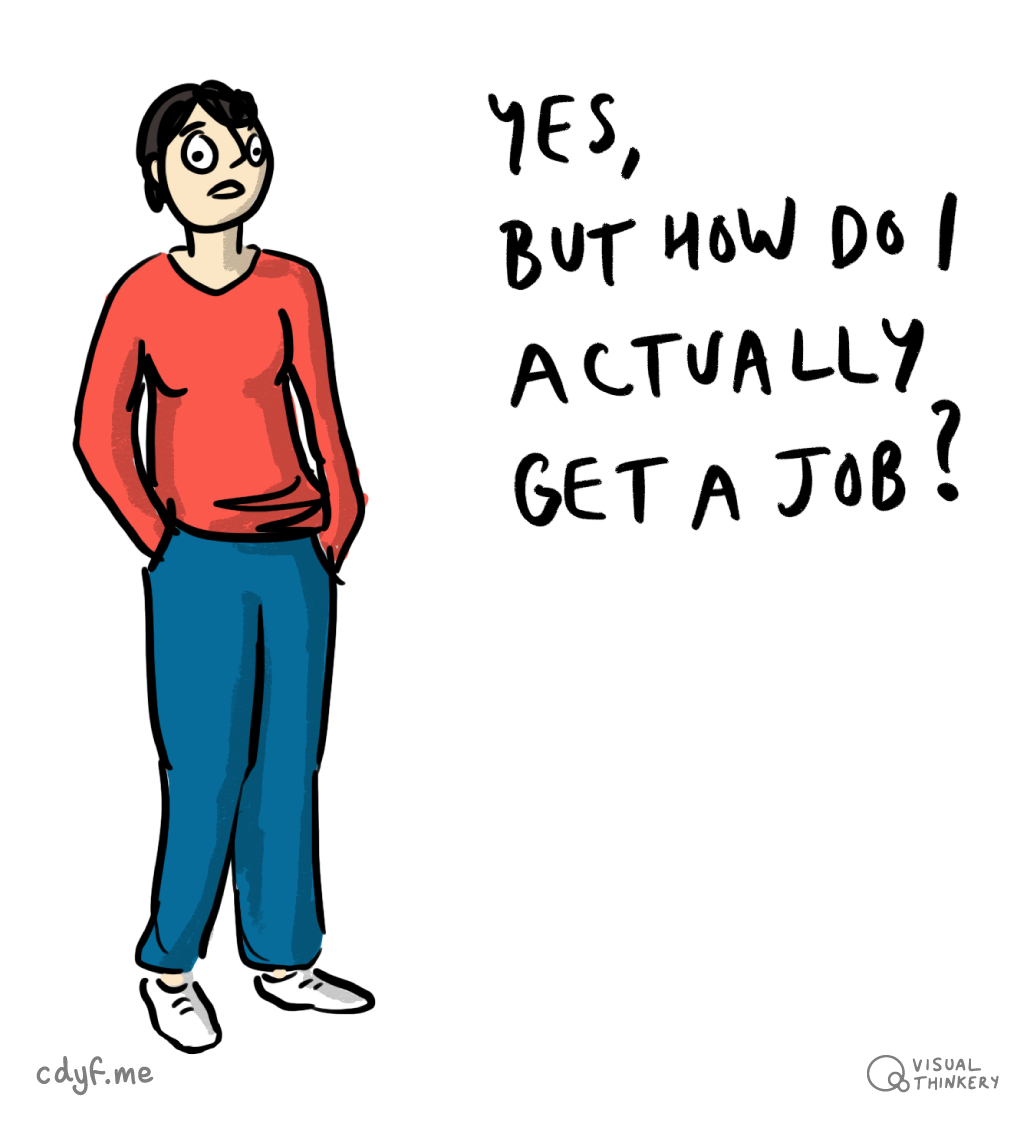 YES,
BUT HOW DO I
ACTUALLY
GET A JOB?
cdyf.me
VISUAL
THINKERY